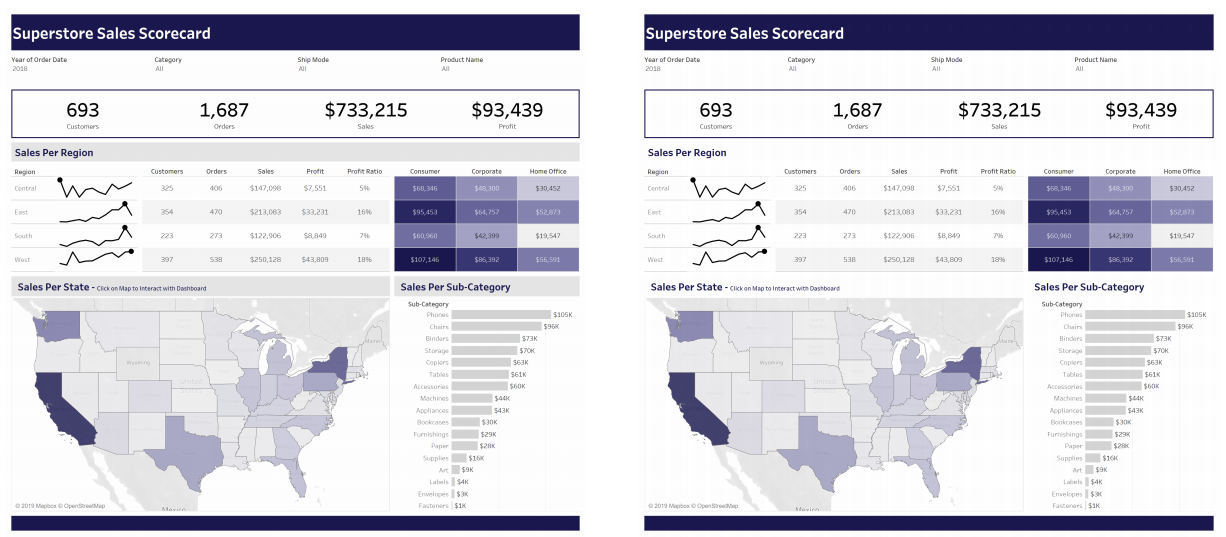 Superstore Sales Scorecard
Year of Order Date Category Ship Mode Product Name
2018 All All All
693 1,687 $733,215 $93,439
Customers Orders Sales Profit
Sales Per Region
Region Customers Orders Sales Profit Profit Ratio Consumer Corporate Home Office
Central 325 406 $147,098 $7,551 5% $68,346 $48,300 $30,452
East 354 470 $213,083 $33,231 16% $95,453 $64,757 $52,873
South 223 273 $122,906 $8,849 7% $60,960 $42,399 $19,547
West 397 538 $250,128 $43,809 18% $107,146 $86,392 $56,591
Sales Per State - Click on Map to Interact with Dashboard
Wyoming
Maine
United States
Mexico
© 2019 Mapbox © OpenStreetMap
Sales Per Sub-Category
Sub-Category
Phones $105K
Chairs $96K
Binders $73K
Storage $70K
Copiers $63K
Tables $61K
Accessories $60K
Machines $44K
Appliances $43K
Bookcases $30K
Furnishings $29K
Paper $28K
Supplies $16K
Art $9K
Labels $4K
Envelopes $3K
Fasteners $1K
Superstore Sales Scorecard
Year of Order Date Category Ship Mode Product Name
2018 All All All
693 1,687 $733,215 $93,439
Customers Orders Sales Profit
Sales Per Region
Region Customers Orders Sales Profit Profit Ratio Consumer Corporate Home Office
Central 325 406 $147,098 $7,551 5% $68,346 $48,300 $30,452
East 354 470 $213,083 $33,231 16% $95,453 $64,757 $52,873
South 223 273 $122,906 $8,849 7% $60,960 $42,399 $19,547
West 397 538 $250,128 $43,809 18% $107,146 $86,392 $56,591
Sales Per State - Click on Map to Interact with Dashboard
Wyoming
Maine
United States
Mexico
© 2019 Mapbox © OpenStreetMap
Sales Per Sub-Category
Sub-Category
Phones $105K
Chairs $96K
Binders $73K
Storage $70K
Copiers $63K
Tables $61K
Accessories $60K
Machines $44K
Appliances $43K
Bookcases $30K
Furnishings $29K
Paper $28K
Supplies $16K
Art $9K
Labels $4K
Envelopes $3K
Fasteners $1K